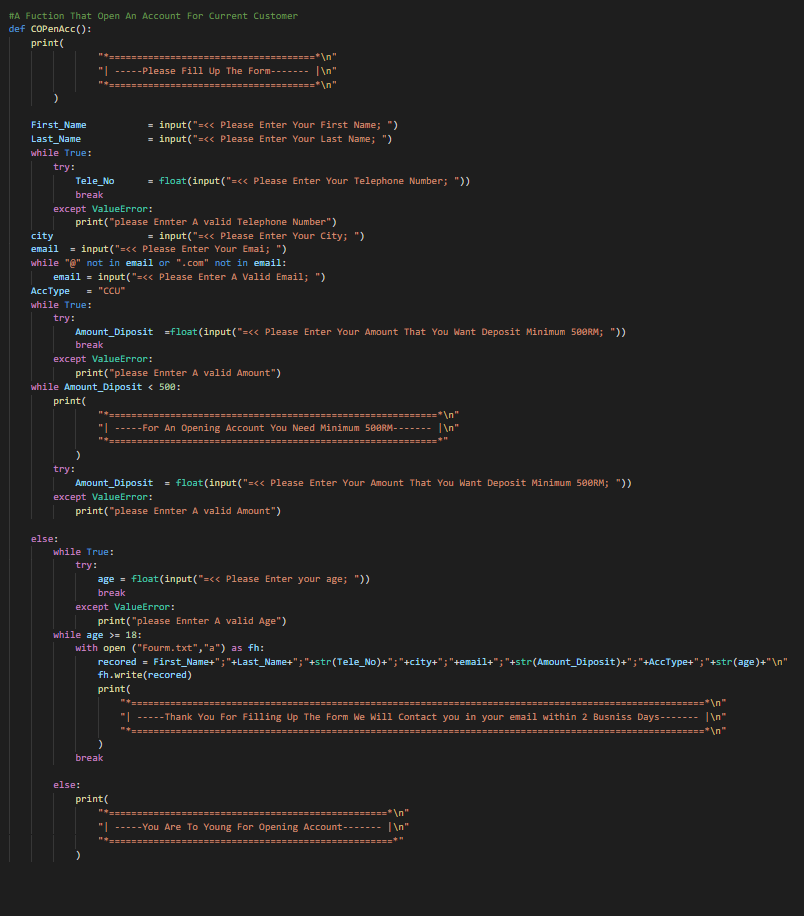 #A Fuction That Open An Account For Current Customer
def COPenAcc():
    print(
            "*=====================================*\n"
            "| -----Please Fill Up The Form------- |\n"
            "*=====================================*\n"
        )

    First_Name           = input("=<< Please Enter Your First Name; ")
    Last_Name            = input("=<< Please Enter Your Last Name; ")
    while True:
        try:
            Tele_No      = float(input("=<< Please Enter Your Telephone Number; "))
            break
        except ValueError:
            print("please Ennter A valid Telephone Number")
    city                 = input("=<< Please Enter Your City; ")
    email  = input("=<< Please Enter Your Emai; ")
    while "@" not in email or ".com" not in email:
        email = input("=<< Please Enter A Valid Email; ")
    AccType   = "CCU"
    while True:
        try:
            Amount_Diposit  =float(input("=<< Please Enter Your Amount That You Want Deposit Minimum 500RM; "))
            break
        except ValueError:
            print("please Ennter A valid Amount")
    while Amount_Diposit < 500:
        print(
                "*===========================================================*\n"
                "| -----For An Opening Account You Need Minimum 500RM------- |\n"
                "*===========================================================*"
            )
        try:
            Amount_Diposit  = float(input("=<< Please Enter Your Amount That You Want Deposit Minimum 500RM; "))
        except ValueError:
            print("please Ennter A valid Amount")

    else:
        while True:
            try:
                age = float(input("=<< Please Enter your age; "))
                break
            except ValueError:
                print("please Ennter A valid Age")
        while age >= 18:
            with open ("Fourm.txt","a") as fh:
                recored = First_Name+";"+Last_Name+";"+str(Tele_No)+";"+city+";"+email+";"+str(Amount_Diposit)+";"+AccType+";"+str(age)+"\n"
                fh.write(recored)
                print(
                    "*=======================================================================================================*\n"
                    "| -----Thank You For Filling Up The Form We Will Contact you in your email within 2 Busniss Days------- |\n"
                    "*=======================================================================================================*\n"
                )
            break

        else:
            print(
                "*==================================================*\n"
                "| -----You Are To Young For Opening Account------- |\n"
                "*===================================================*"
            )